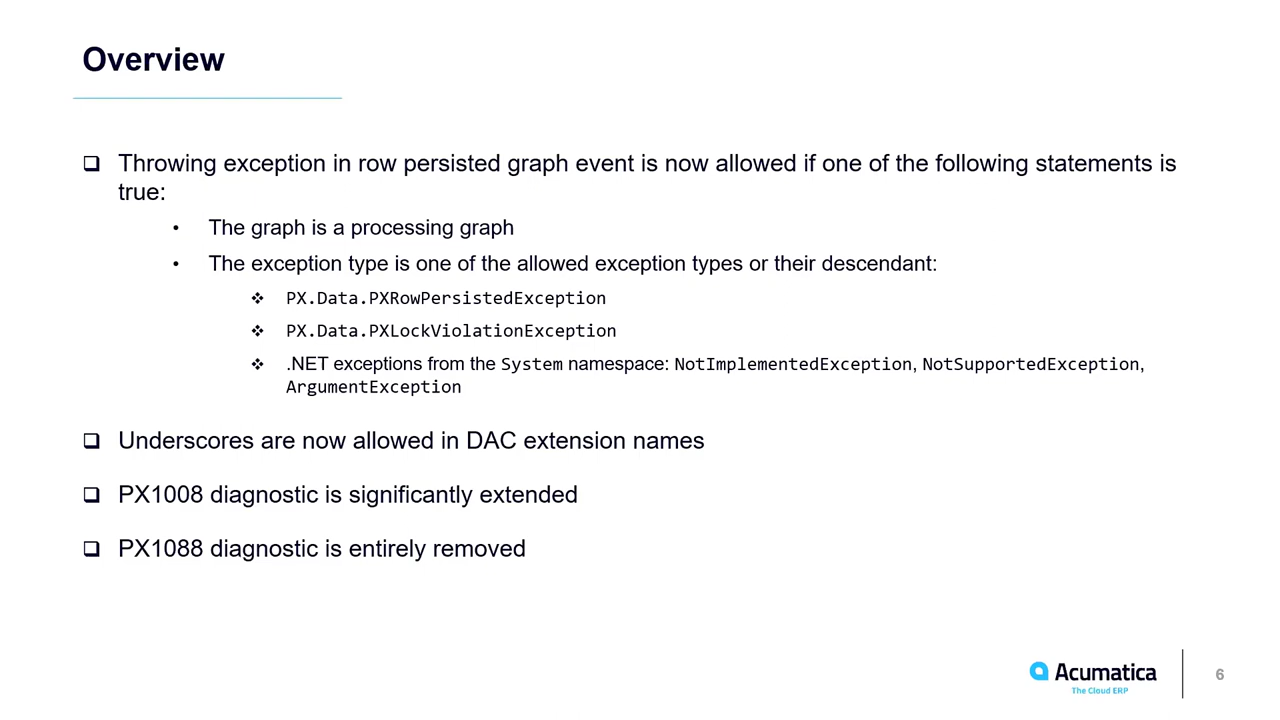 Overview
Throwing exception in row persisted graph event is now allowed if one of the following statements is
true:
The graph is a processing graph
The exception type is one of the allowed exception types or their descendant:
PX.Data.PXRowPersistedException
PX.Data.PXLockViolationException
.NET exceptions from the System namespace: NotImplementedException, NotSupportedException,
ArgumentException
Underscores are now allowed in DAC extension names
PX1008 diagnostic is significantly extended
PX1088 diagnostic is entirely removed
Acumatica
The Cloud ERP
6